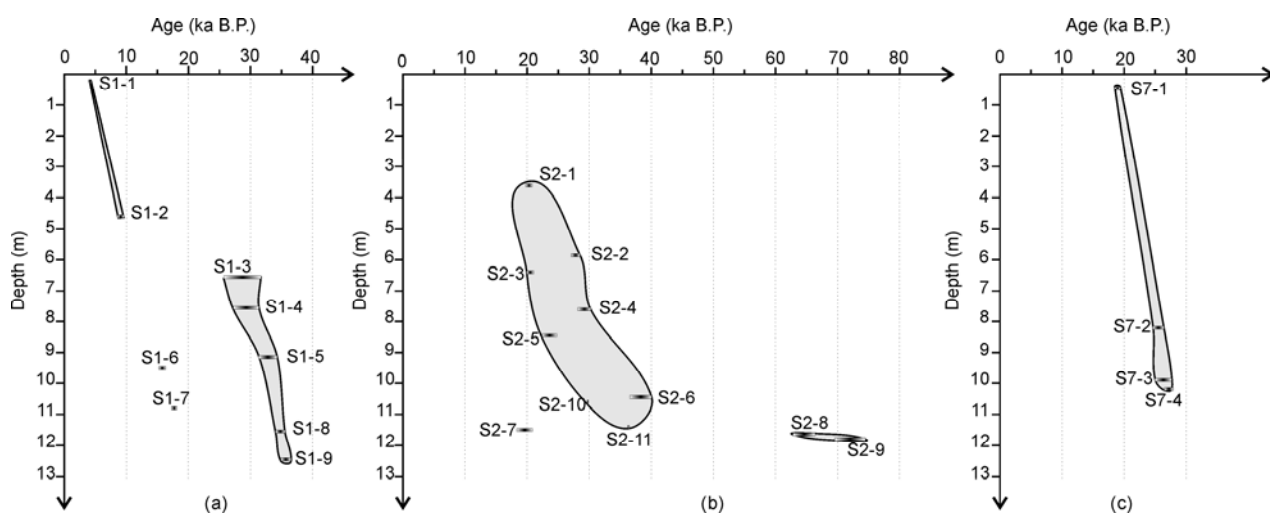 Age (ka B.P.)
0 10 20 30 40
Depth (m)
1
2
3
4
5
6
7
8
9
10
11
12
13
S1-1
S1-2
S1-3
S1-4
S1-5
S1-6
S1-7
S1-8
S1-9
(a)
Age (ka B.P.)
0 10 20 30 40 50 60 70 80
Depth (m)
1
2
3
3
4
5
6
7
8
9
10
11
12
13
S2-1
S2-2
S2-3
S2-4
S2-5
S2-6
S2-10
S2-7
S2-11
S2-8
S2-9
(b)
Age (ka B.P.)
0 10 20 30
Depth (m)
1
2
3
3
4
5
6
7
8
9
10
11
12
13
S7-1
S7-2
S7-3
S7-4
(c)